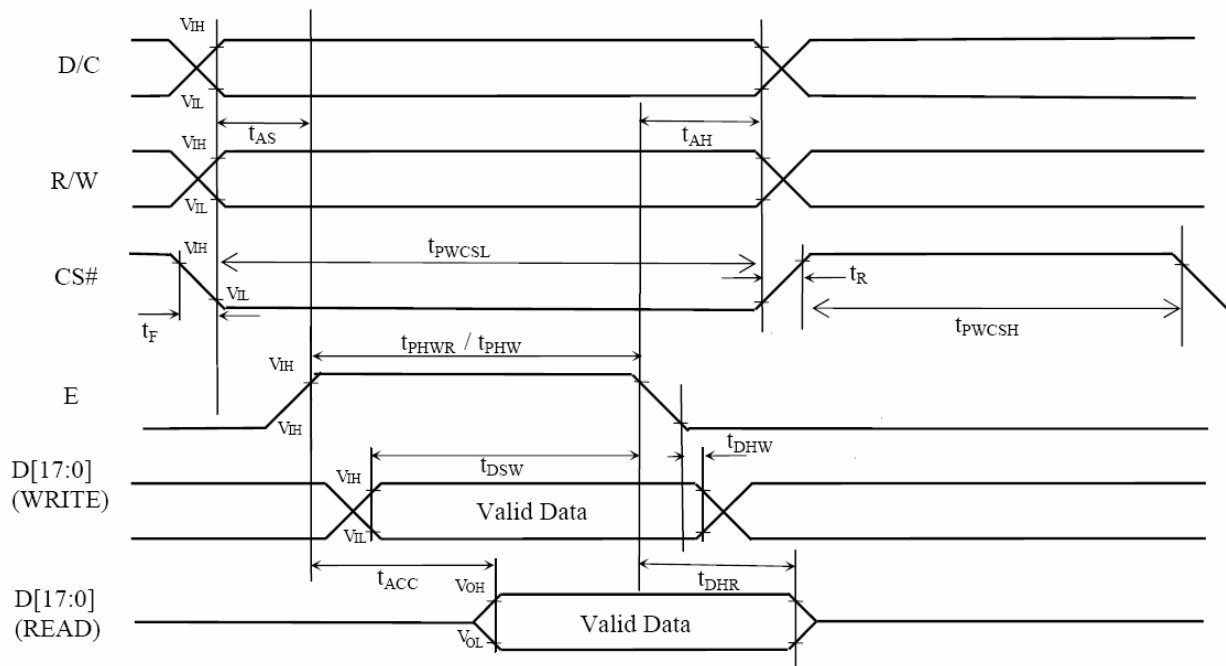 VIH
D/C
VIL
tAS
tAH
VIH
R/W
VIL
tPWCSL
VIH
CS#
VIL
tR
tF
tPWCSH
tPHWR / tPHW
VIH
E
VIH
tDHW
D[17:0]
(WRITE)
tDSW
VIH
Valid Data
VIL
tACC
tDHR
D[17:0]
(READ)
VOH
Valid Data
VOL